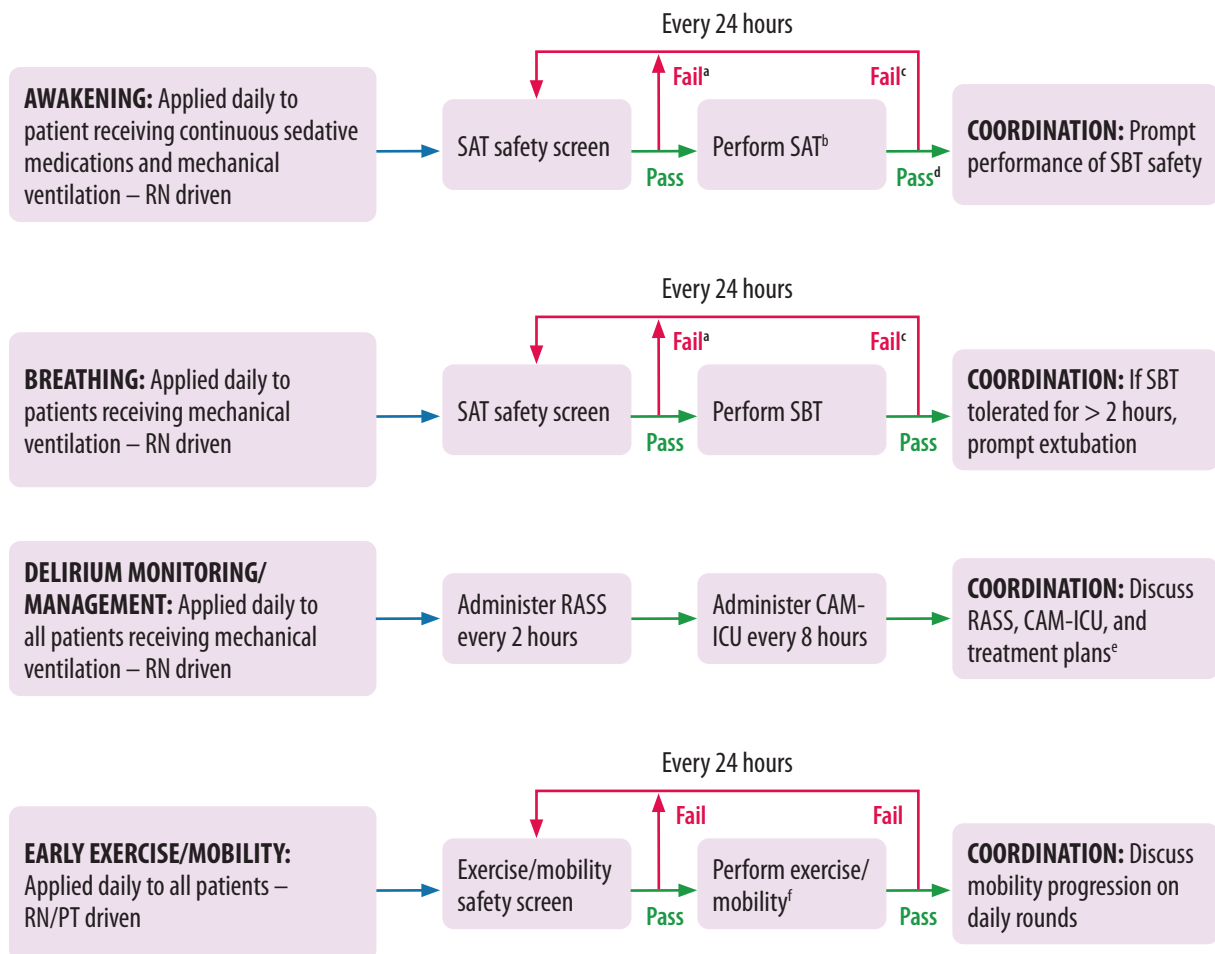 Every 24 hours
AWAKENING: Applied daily to
patient receiving continuous sedative
medications and mechanical
ventilation – RN driven
SAT safety screen
Failᵃ
Pass
Perform SATᵇ
Failᶜ
Passᵈ
COORDINATION: Prompt
performance of SBT safety
Every 24 hours
BREATHING: Applied daily to
patients receiving mechanical
ventilation – RN driven
SAT safety screen
Failᵃ
Pass
Perform SBT
Failᶜ
Pass
COORDINATION: If SBT
tolerated for > 2 hours,
prompt extubation
DELIRIUM MONITORING/
MANAGEMENT: Applied daily to
all patients receiving mechanical
ventilation – RN driven
Administer RASS
every 2 hours
Administer CAM-
ICU every 8 hours
COORDINATION: Discuss
RASS, CAM-ICU, and
treatment plansᵉ
Every 24 hours
EARLY EXERCISE/MOBILITY:
Applied daily to all patients –
RN/PT driven
Exercise/mobility
safety screen
Fail
Pass
Perform exercise/
mobilityᶠ
Fail
Pass
COORDINATION: Discuss
mobility progression on
daily rounds